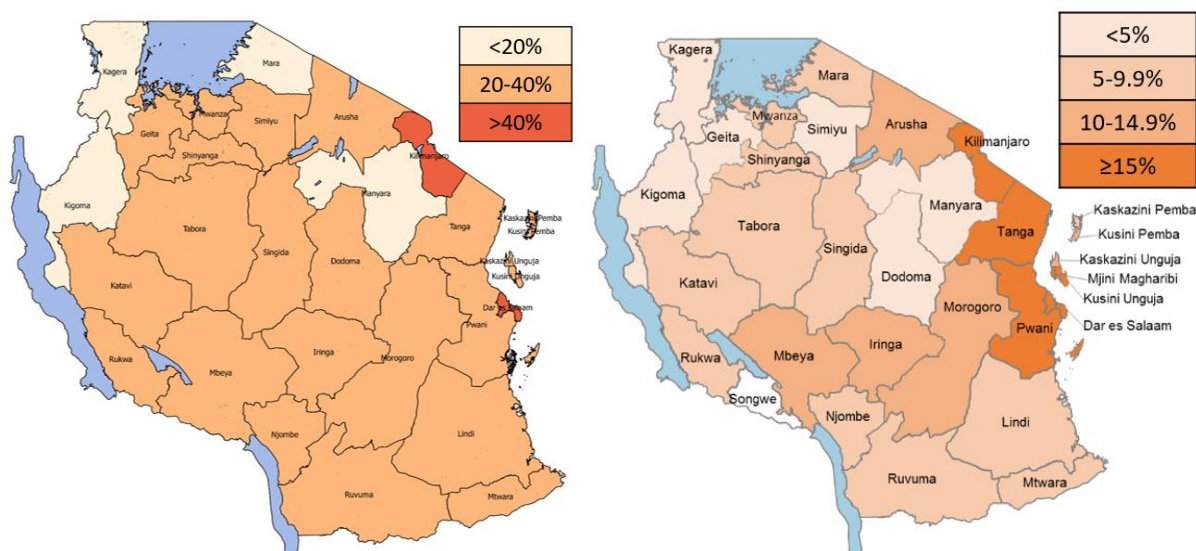 <20%
20-40%
>40%
Kagera
Mara
Mwanza
Geita
Simiyu
Arusha
Shinyanga
Kilimanjaro
Kigoma
Manyara
Tabora
Singida
Dodoma
Tanga
Kaskazini Pemba
Kusini Pemba
Kaskazini Unguja
Kusini Unguja
Dar es Salaam
Katavi
Pwani
Rukwa
Mbeya
Iringa
Morogoro
Njombe
Lindi
Ruvuma
Mtwara
<5%
5-9.9%
10-14.9%
≥15%
Kagera
Mara
Mwanza
Geita
Simiyu
Arusha
Kilimanjaro
Shinyanga
Kigoma
Manyara
Tabora
Singida
Dodoma
Tanga
Kaskazini Pemba
Kusini Pemba
Kaskazini Unguja
Mjini Magharibi
Kusini Unguja
Dar es Salaam
Katavi
Morogoro
Pwani
Rukwa
Mbeya
Iringa
Songwe
Njombe
Lindi
Ruvuma
Mtwara